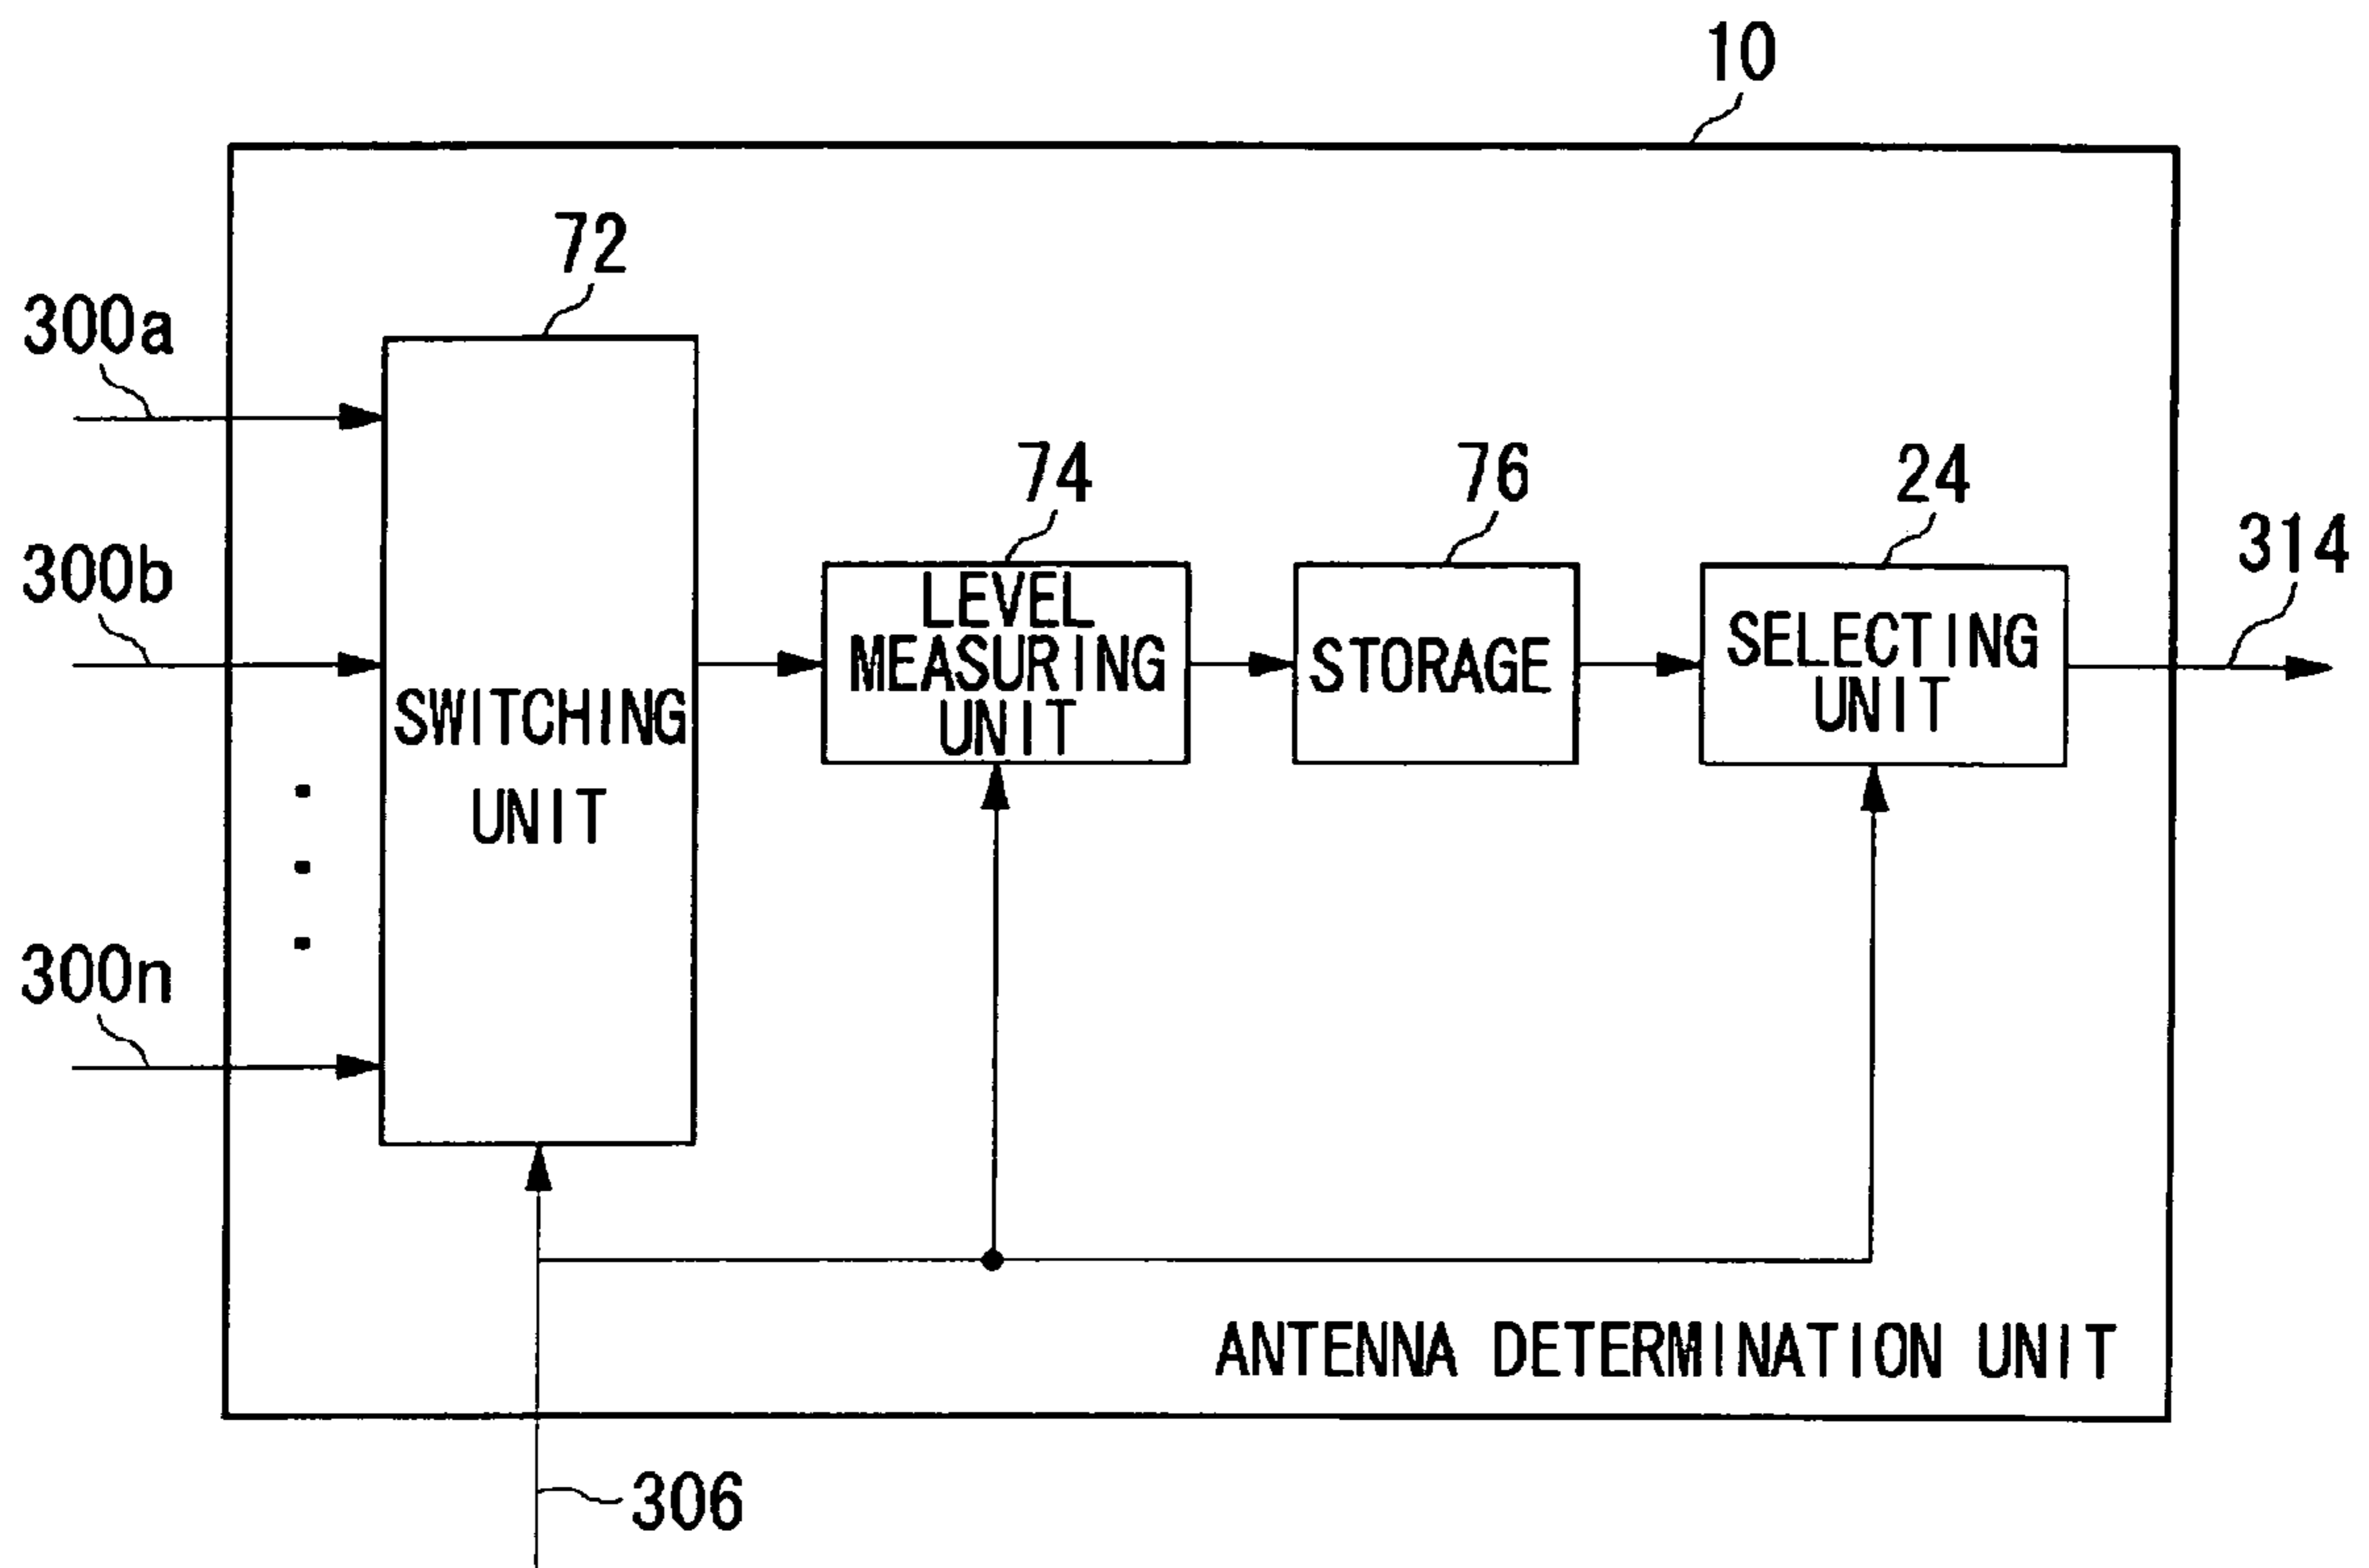 10
72
300a
74
76
24
314
300b
LEVEL
MEASURING
UNIT
STORAGE
SELECTING
UNIT
SWITCHING
UNIT
300n
ANTENNA DETERMINATION UNIT
306